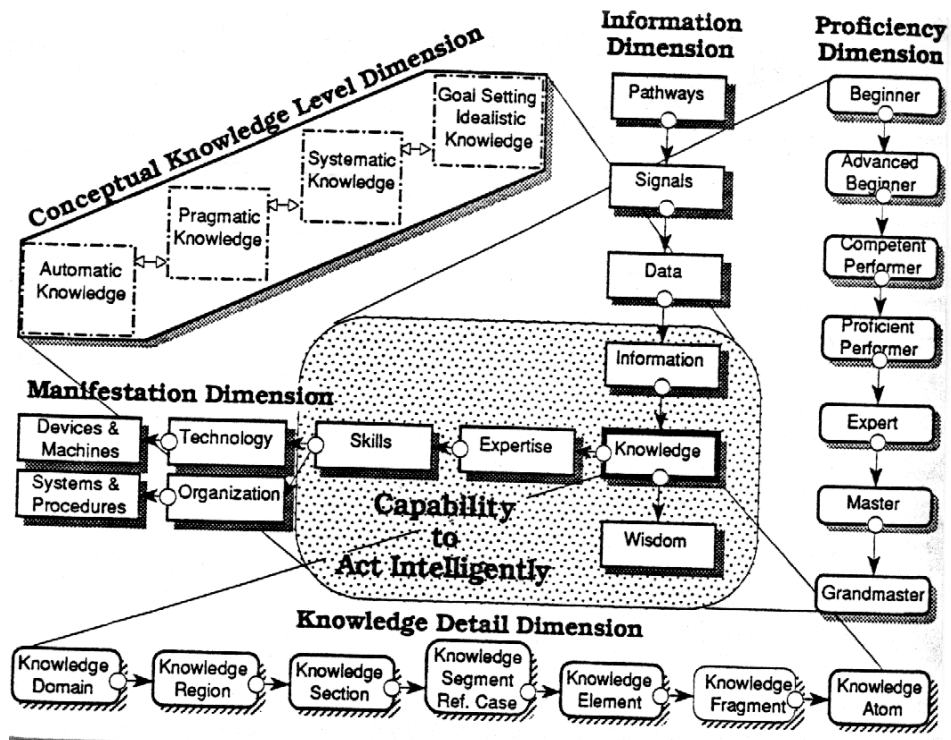 Conceptual Knowledge Level Dimension
Goal Setting
Idealistic
Knowledge
Systematic
Knowledge
Pragmatic
Knowledge
Automatic
Knowledge
Information
Dimension
Pathways
Signals
Data
Information
Knowledge
Wisdom
Proficiency
Dimension
Beginner
Advanced
Beginner
Competent
Performer
Proficient
Performer
Expert
Master
Grandmaster
Manifestation Dimension
Devices &
Machines
Technology
Skills
Expertise
Systems &
Procedures
Organization
Capability
to
Act Intelligently
Knowledge Detail Dimension
Knowledge
Domain
Knowledge
Region
Knowledge
Section
Knowledge
Segment
Ref. Case
Knowledge
Element
Knowledge
Fragment
Knowledge
Atom